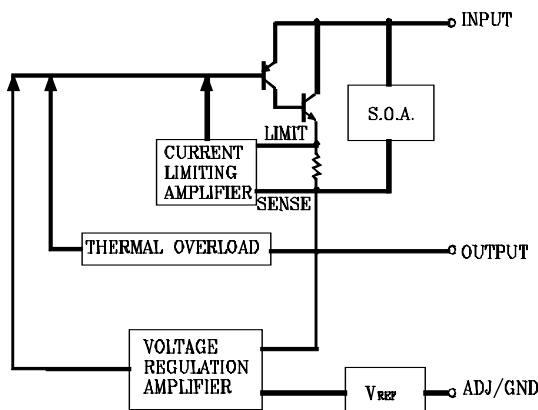 INPUT
S.O.A.
LIMIT
CURRENT
LIMITING
AMPLIFIER
SENSE
THERMAL OVERLOAD
OUTPUT
VOLTAGE
REGULATION
AMPLIFIER
VREF
ADJ/GND